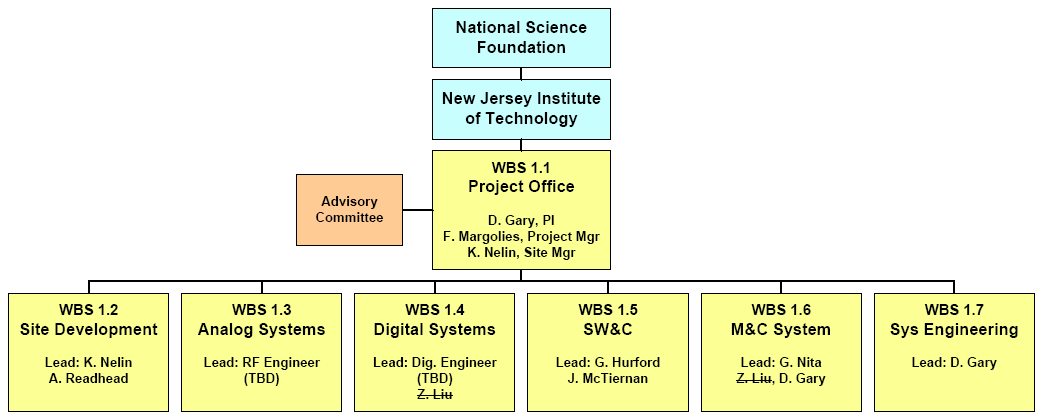 National Science
Foundation
New Jersey Institute
of Technology
WBS 1.1
Project Office
D. Gary, PI
F. Margolies, Project Mgr
K. Nelin, Site Mgr
Advisory
Committee
WBS 1.2
Site Development
Lead: K. Nelin
A. Readhead
WBS 1.3
Analog Systems
Lead: RF Engineer
(TBD)
WBS 1.4
Digital Systems
Lead: Dig. Engineer
(TBD)
Z. Liu
WBS 1.5
SW&C
Lead: G. Hurford
J. McTiernan
WBS 1.6
M&C System
Lead: G. Nita
Z. Liu, D. Gary
WBS 1.7
Sys Engineering
Lead: D. Gary